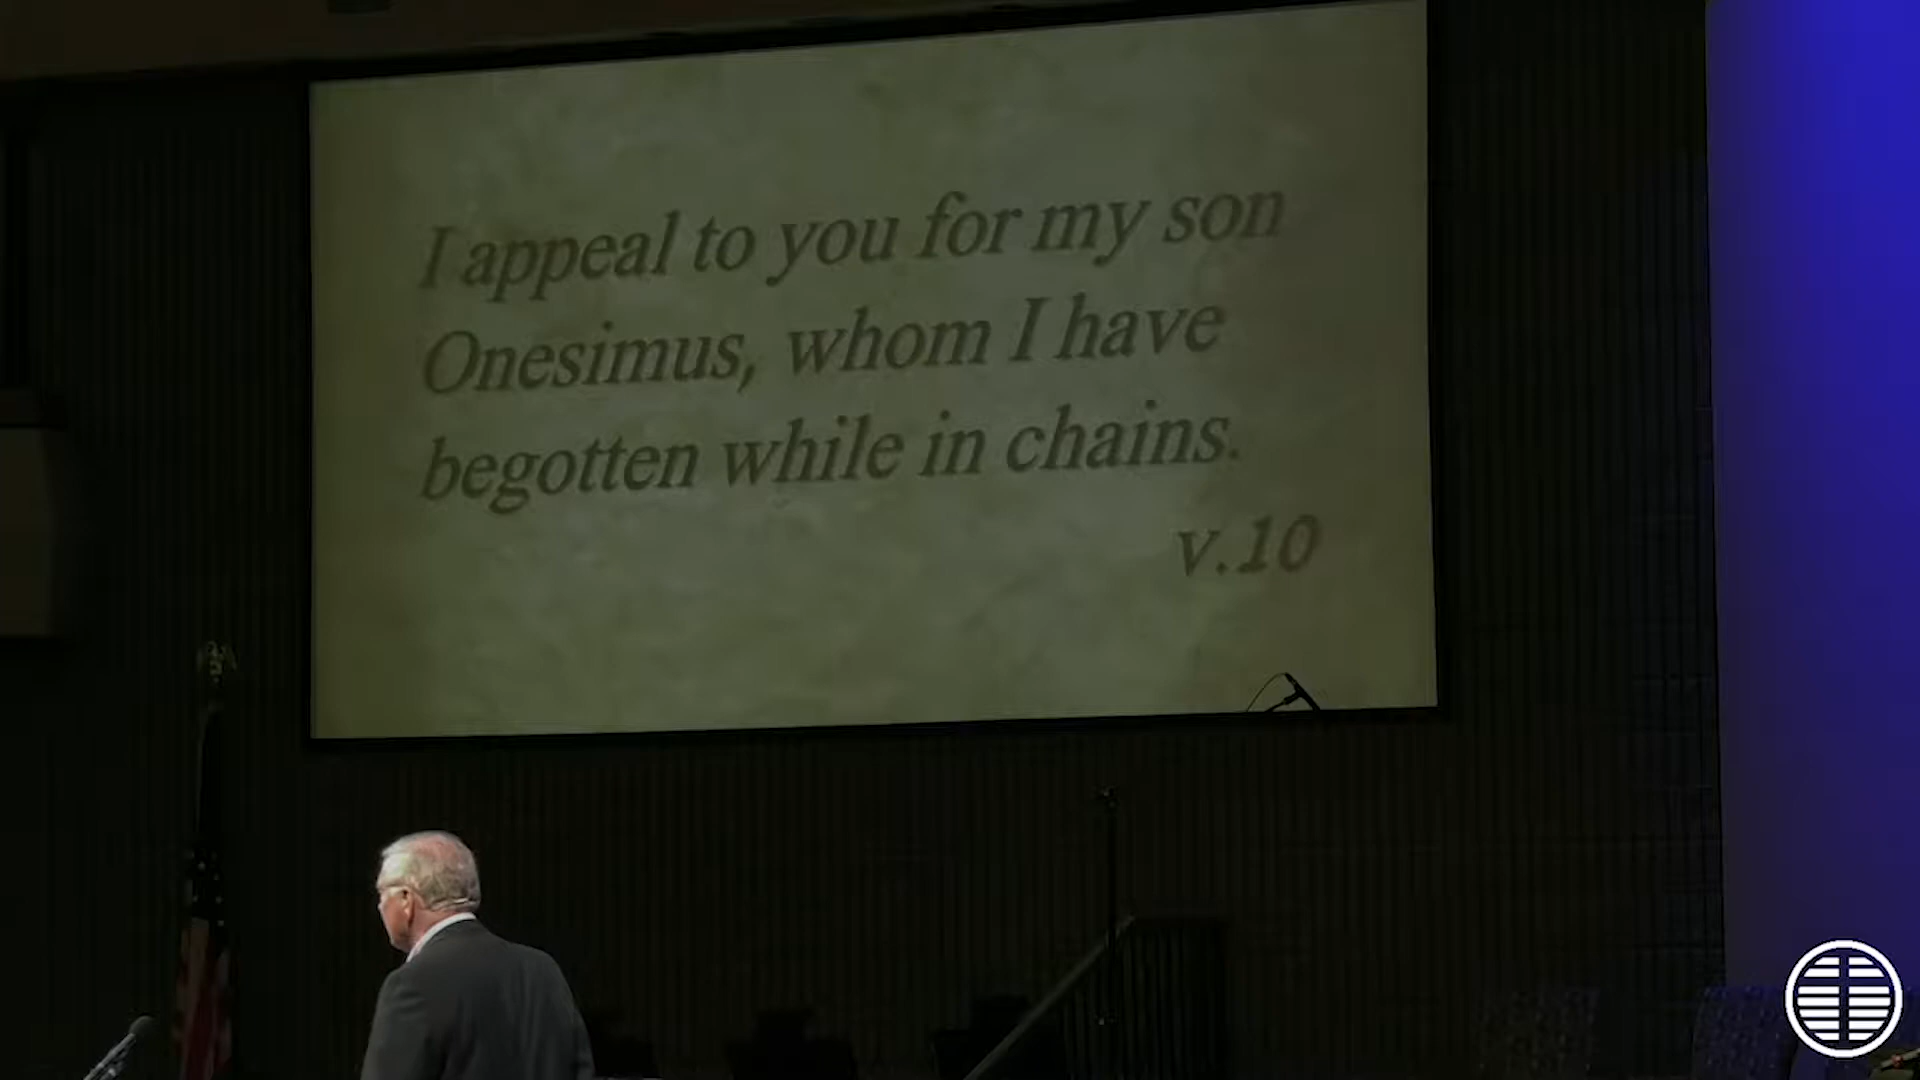 I appeal to you for my son
Onesimus, whom I have
begotten while in chains.
v.10